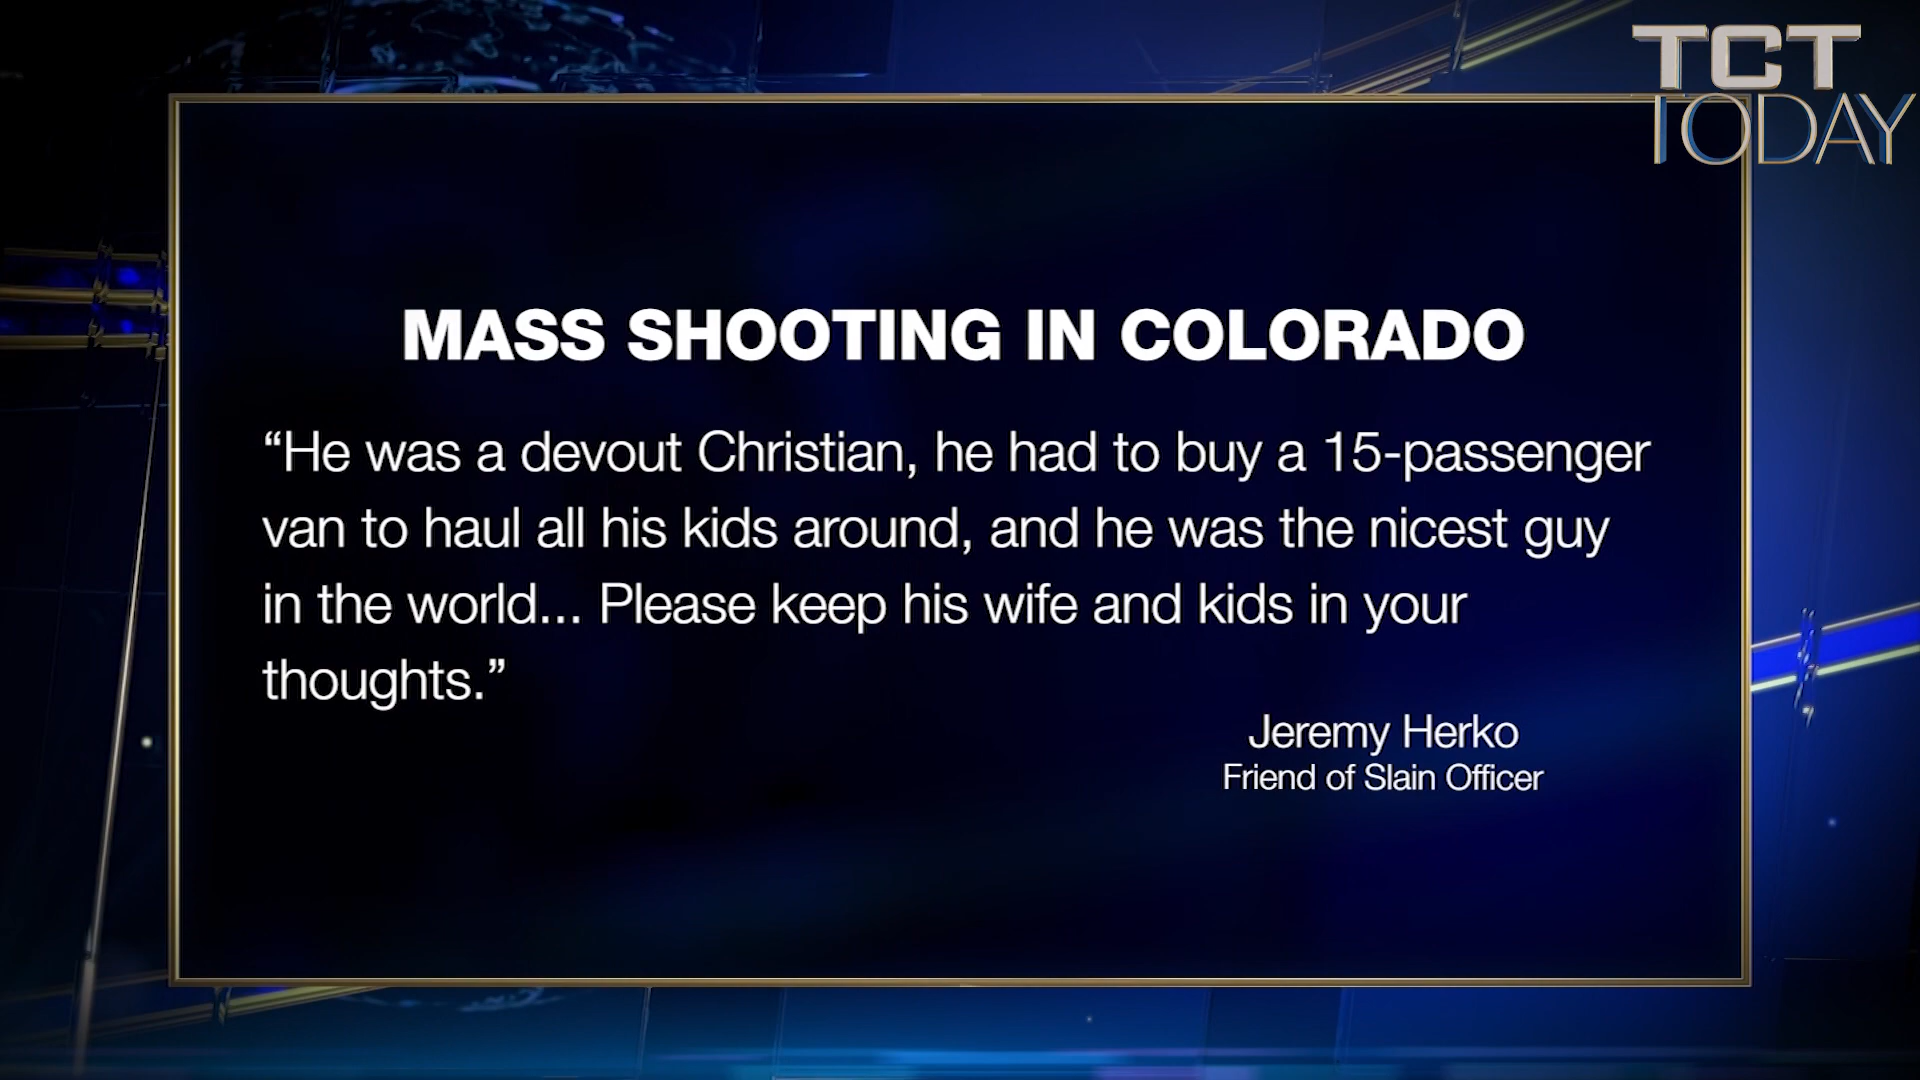 TCT
TODAY
MASS SHOOTING IN COLORADO
“He was a devout Christian, he had to buy a 15-passenger
van to haul all his kids around, and he was the nicest guy
in the world... Please keep his wife and kids in your
thoughts.”
Jeremy Herko
Friend of Slain Officer